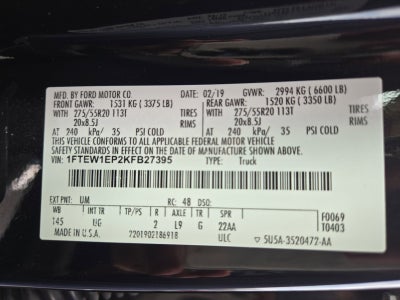 MFD. BY FORD MOTOR CO. DATE: 02/19 GVWR: 2994 KG (6600 LB)
FRONT GAWR: 1531 KG (3375 LB) REAR GAWR: 1520 KG (3350 LB)
WITH 275/55R20 113T TIRES WITH 275/55R20 113T TIRES
20x8.5J RIMS 20x8.5J RIMS
AT 240 kPa/ 35 PSI COLD AT 240 kPa/ 35 PSI COLD
THIS VEHICLE CONFORMS TO ALL APPLICABLE FEDERAL MOTOR VEHICLE
SAFETY STANDARDS IN EFFECT ON THE DATE OF MANUFACTURE SHOWN ABOVE.
VIN: 1FTEW1EP2KFB27395 TYPE: Truck
EXT PNT: UM RC: 48 DSO: F0069
WB INT TR TP/PS R AXLE TR SPR T0403
145 UG 2 L9 G 22AA
MADE IN U.S.A. 2201902186918 ULC 5U5A-3520472-AA